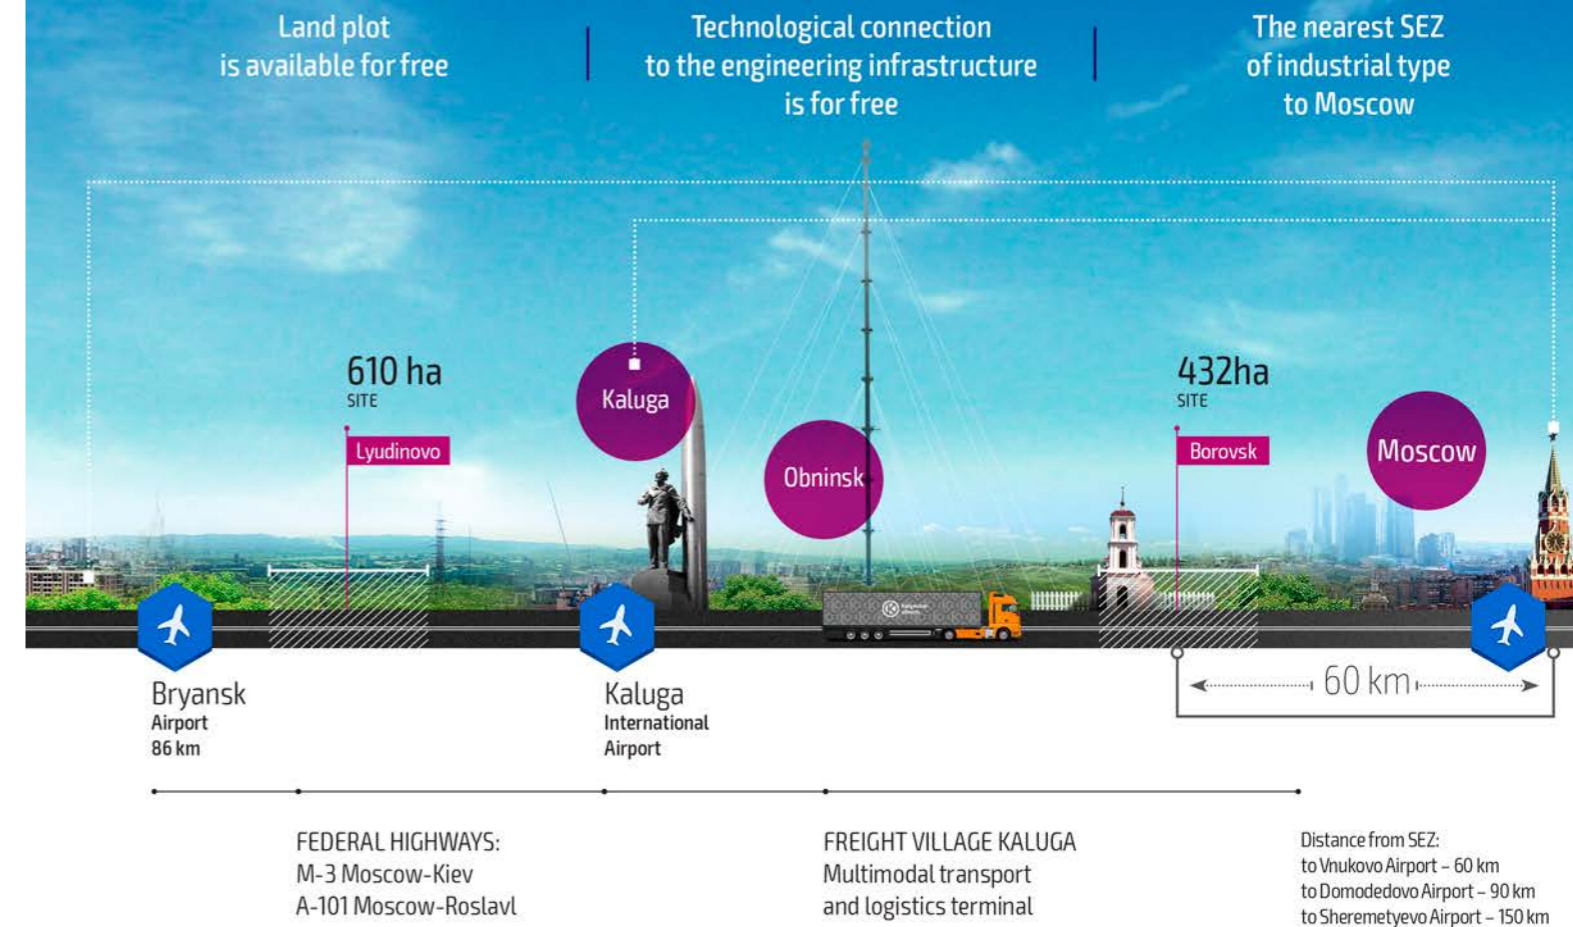 Land plot
is available for free
Technological connection
to the engineering infrastructure
is for free
The nearest SEZ
of industrial type
to Moscow
610 ha
SITE
Lyudinovo
Kaluga
Obninsk
432ha
SITE
Borovsk
Moscow
60 km
Bryansk
Airport
86 km
Kaluga
International
Airport
FEDERAL HIGHWAYS:
M-3 Moscow-Kiev
A-101 Moscow-Roslavl
FREIGHT VILLAGE KALUGA
Multimodal transport
and logistics terminal
Distance from SEZ:
to Vnukovo Airport – 60 km
to Domodedovo Airport – 90 km
to Sheremetyevo Airport – 150 km